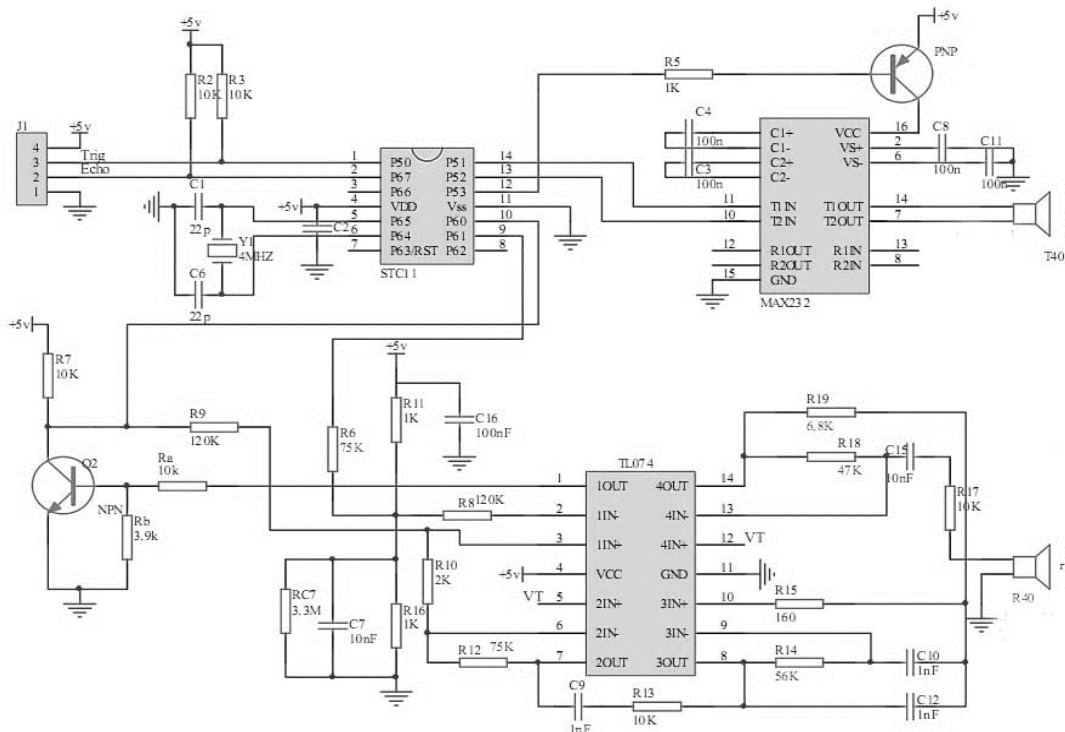 +5v
+5v
PNP
R2
10K
R3
10K
R5
1K
J1
+5v
4
3
2
1
Trig
Echo
C1
22p
Y1
4MHZ
C6
22p
+5v
C2
1
2
3
4
5
6
7
P50
P67
P66
VDD
P65
P64
P63/RST
P51
P52
P53
Vss
P60
P61
P62
14
13
12
11
10
9
8
STC11
C4
100n
C3
100n
C1+
C1-
C2+
C2-
VCC
VS+
VS-
16
2
6
C8
100n
C11
100n
11
10
T1IN
T2IN
T1OUT
T2OUT
14
7
T40
12
R1OUT
R2OUT
15
GND
R1IN
R2IN
13
8
MAX232
+5v
R7
10K
R9
120K
Q2
NPN
Ra
10k
Rb
3.9k
R6
75K
+5v
R11
1K
C16
100nF
R8
120K
R10
2K
RC7
3.3M
C7
10nF
R16
1K
R12
75K
TL074
1
2
3
4
5
6
7
+5v
VT
1OUT
1IN-
1IN+
VCC
2IN+
2IN-
2OUT
4OUT
4IN-
4IN+
GND
3IN+
3IN-
3OUT
14
13
12
11
10
9
8
VT
R19
6.8K
R18
47K
C15
10nF
R17
10K
R40
r
R15
160
R14
56K
C10
1nF
C12
1nF
C9
1nF
R13
10K